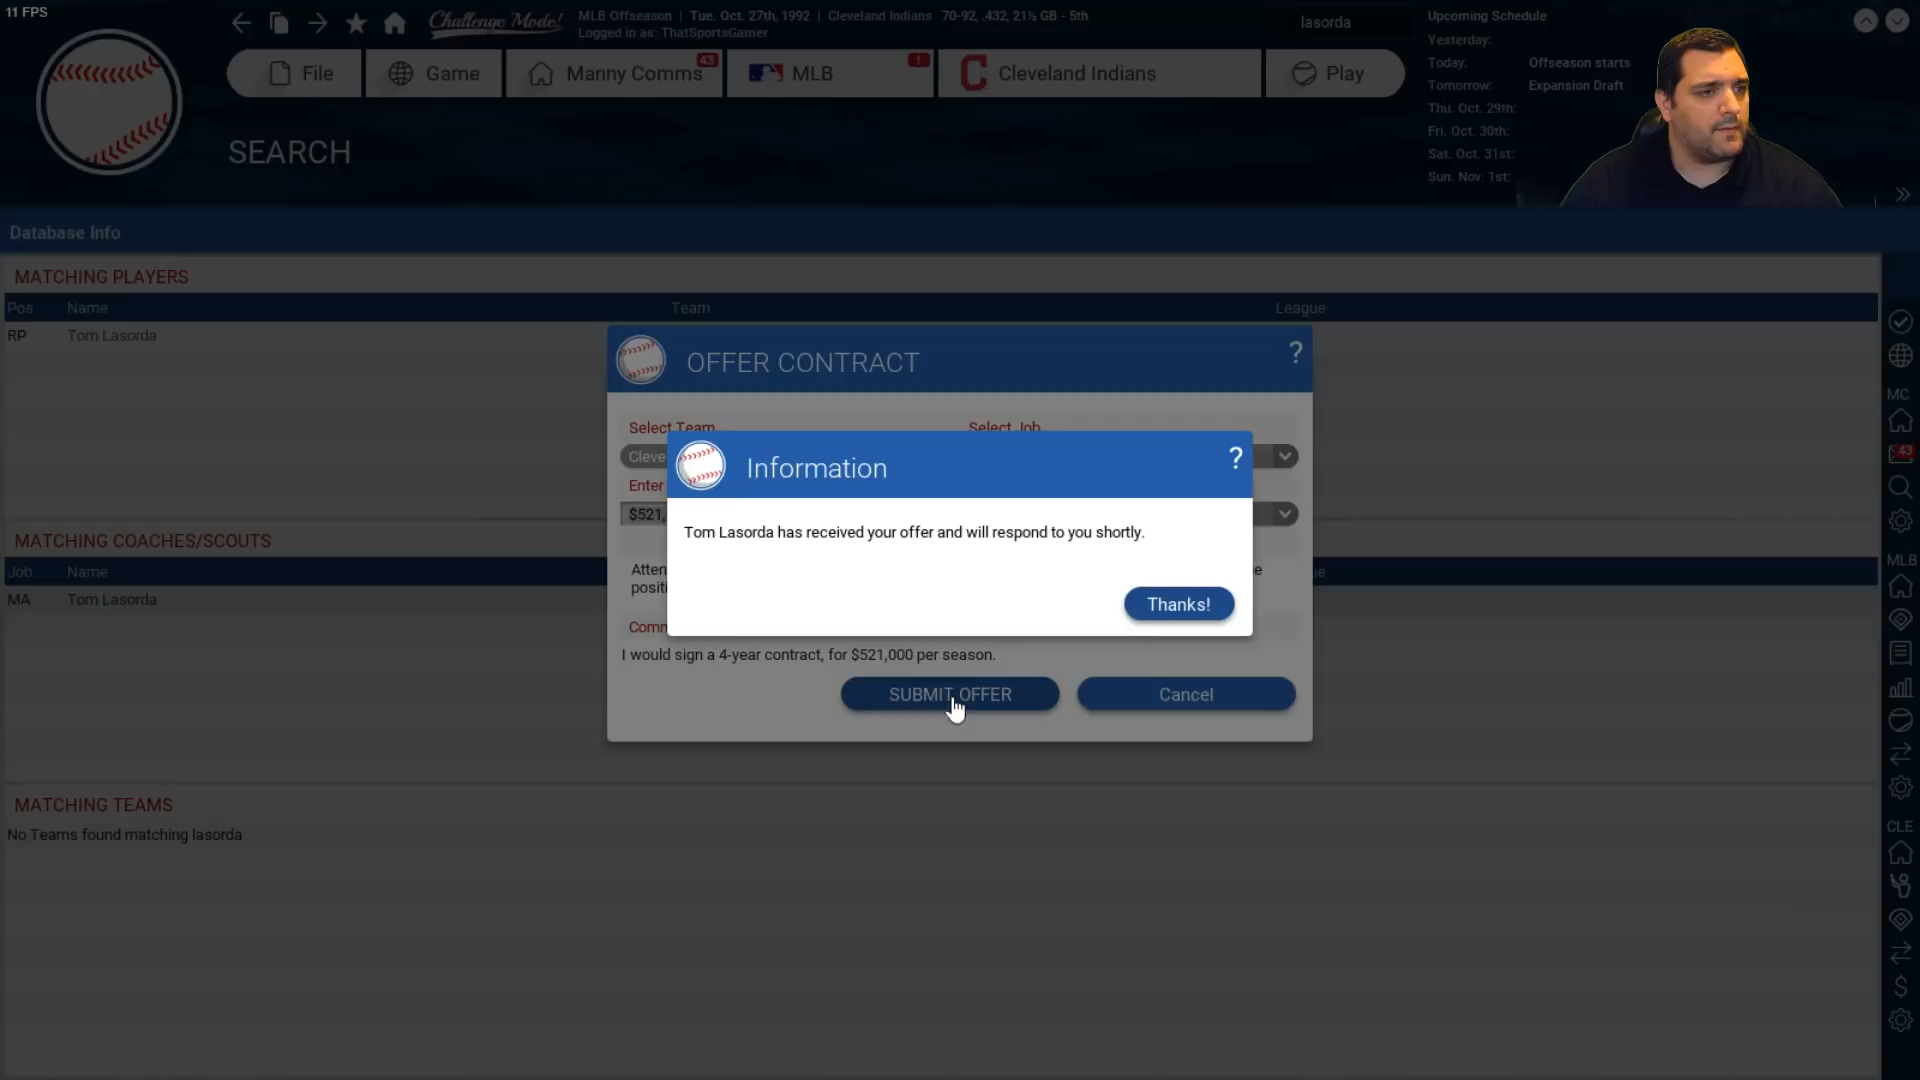 11 FPS
Challenge Mode!
MLB Offseason | Tue. Oct. 27th, 1992 | Cleveland Indians 70-92, .432, 21½ GB - 5th
Logged in as: ThatSportsGamer
lasorda
Upcoming Schedule
Yesterday:
Today: Offseason starts
Tomorrow: Expansion Draft
Thu. Oct. 29th:
Fri. Oct. 30th:
Sat. Oct. 31st:
Sun. Nov. 1st:
File
Game
Manny Comms 43
MLB !
Cleveland Indians
Play
SEARCH
Database Info
MATCHING PLAYERS
Pos Name Team League
RP Tom Lasorda
OFFER CONTRACT ?
Select Team Select Job
Cleve
Enter
$521,
Information ?
Tom Lasorda has received your offer and will respond to you shortly.
Thanks!
Atten e
positi
Comm
I would sign a 4-year contract, for $521,000 per season.
SUBMIT OFFER Cancel
MATCHING COACHES/SCOUTS
Job Name
MA Tom Lasorda
MATCHING TEAMS
No Teams found matching lasorda
MC
43
MLB
CLE